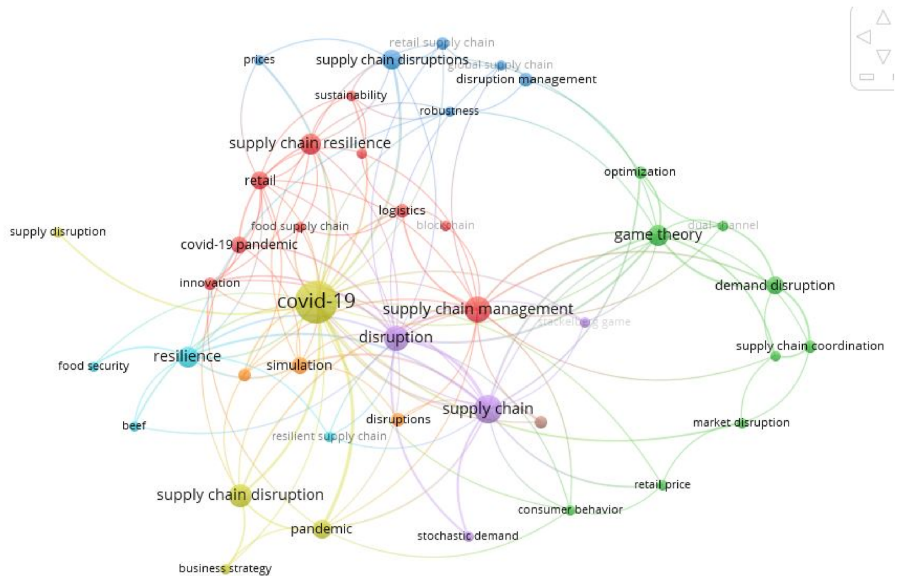 retail supply chain
prices
supply chain disruptions
global supply chain
disruption management
sustainability
robustness
supply chain resilience
optimization
retail
logistics
food supply chain
blockchain
dual-channel
supply disruption
covid-19 pandemic
game theory
innovation
demand disruption
covid-19
supply chain management
stackelberg game
disruption
supply chain coordination
resilience
food security
simulation
supply chain
disruptions
market disruption
beef
resilient supply chain
retail price
supply chain disruption
consumer behavior
pandemic
stochastic demand
business strategy